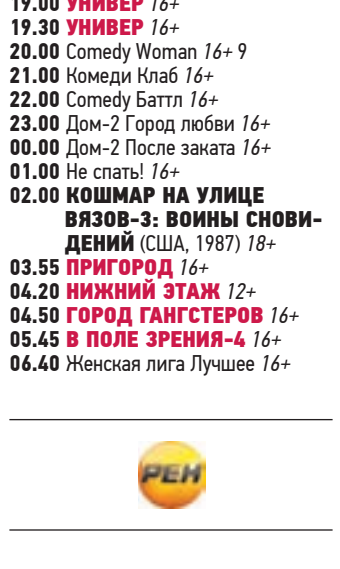 19.00 УНИВЕР 16+
19.30 УНИВЕР 16+
20.00 Comedy Woman 16+ 9
21.00 Комеди Клаб 16+
22.00 Comedy Баттл 16+
23.00 Дом-2 Город любви 16+
00.00 Дом-2 После заката 16+
01.00 Не спать! 16+
02.00 КОШМАР НА УЛИЦЕ
ВЯЗОВ-3: ВОИНЫ СНОВИ-
ДЕНИЙ (США, 1987) 18+
03.55 ПРИГОРОД 16+
04.20 НИЖНИЙ ЭТАЖ 12+
04.50 ГОРОД ГАНГСТЕРОВ 16+
05.45 В ПОЛЕ ЗРЕНИЯ-4 16+
06.40 Женская лига Лучшее 16+
РЕН